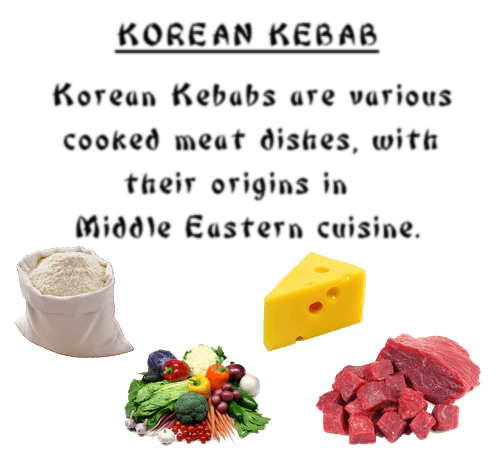 KOREAN KEBAB
Korean Kebabs are various
cooked meat dishes, with
their origins in
Middle Eastern cuisine.